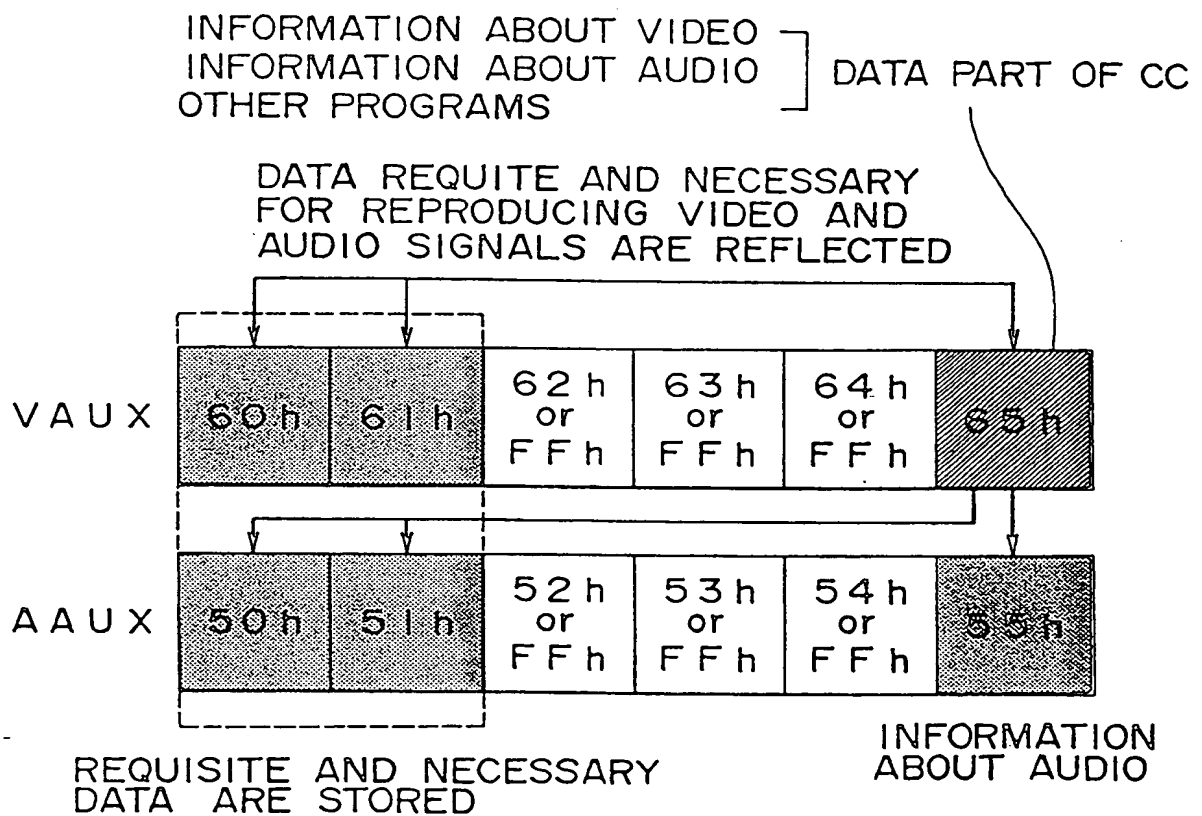 INFORMATION ABOUT VIDEO
INFORMATION ABOUT AUDIO
OTHER PROGRAMS
DATA PART OF CC
DATA REQUITE AND NECESSARY
FOR REPRODUCING VIDEO AND
AUDIO SIGNALS ARE REFLECTED
VAUX
60h
61h
62h
or
FFh
63h
or
FFh
64h
or
FFh
65h
AAUX
50h
51h
52h
or
FFh
53h
or
FFh
54h
or
FFh
55h
REQUISITE AND NECESSARY
DATA ARE STORED
INFORMATION
ABOUT AUDIO